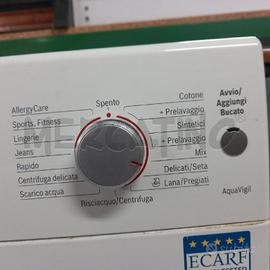 Spento
AllergyCare
Sports, Fitness
Lingerie
Jeans
Rapido
Centrifuga delicata
Scarico acqua
Risciacquo/Centrifuga
Cotone
+ Prelavaggio
Sintetici
+ Prelavaggio
Mix
Delicati/Seta
Lana/Pregiati
Avvio/
Aggiungi
Bucato
AquaVigil
MERCATINO
ECARF